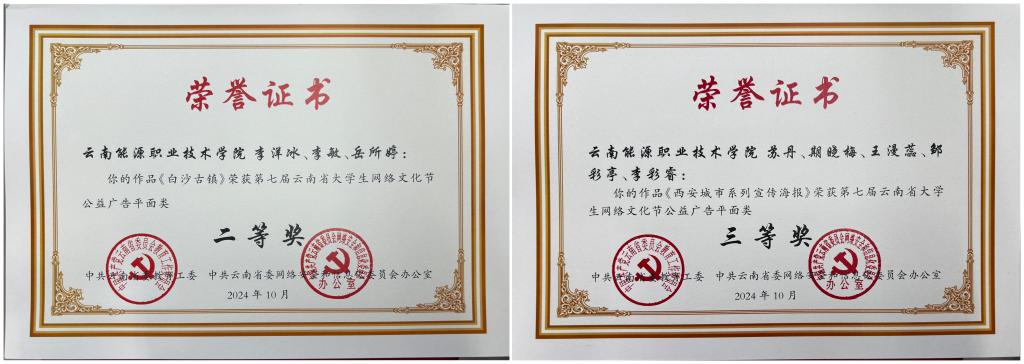 荣誉证书
云南能源职业技术学院 李洋冰、李敏、岳所婷：
你的作品《白沙古镇》荣获第七届云南省大学生网络文化节
公益广告平面类
二等奖
中共云南省委教育工委 中共云南省委网络安全和信息化委员会办公室
2024年10月
荣誉证书
云南能源职业技术学院 苏丹、期晓梅、王漫蕊、邹
彩亭、李彩睿：
你的作品《西安城市系列宣传海报》荣获第七届云南省大学
生网络文化节公益广告平面类
三等奖
中共云南省委教育工委 中共云南省委网络安全和信息化委员会办公室
2024年10月